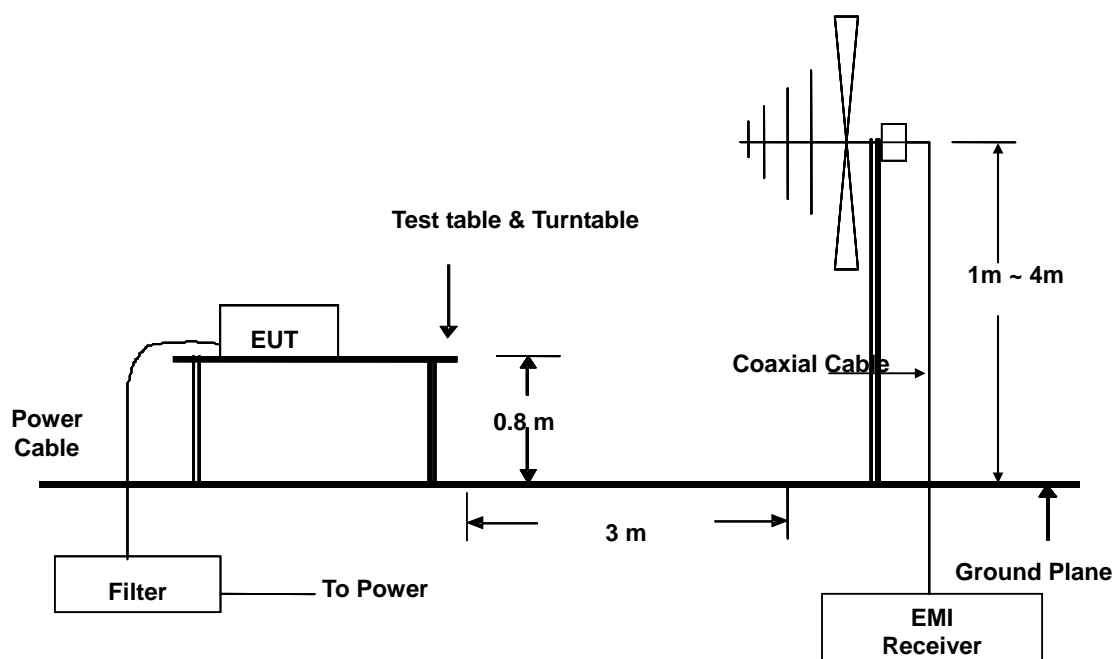 Test table & Turntable
1m ~ 4m
EUT
Coaxial Cable
Power
Cable
0.8 m
3 m
Filter
To Power
Ground Plane
EMI
Receiver